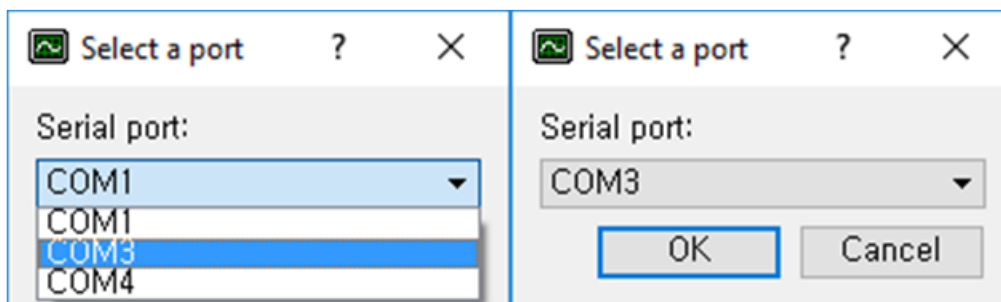 Select a port ? X
Serial port:
COM1
COM1
COM3
COM4
Select a port ? X
Serial port:
COM3
OK Cancel